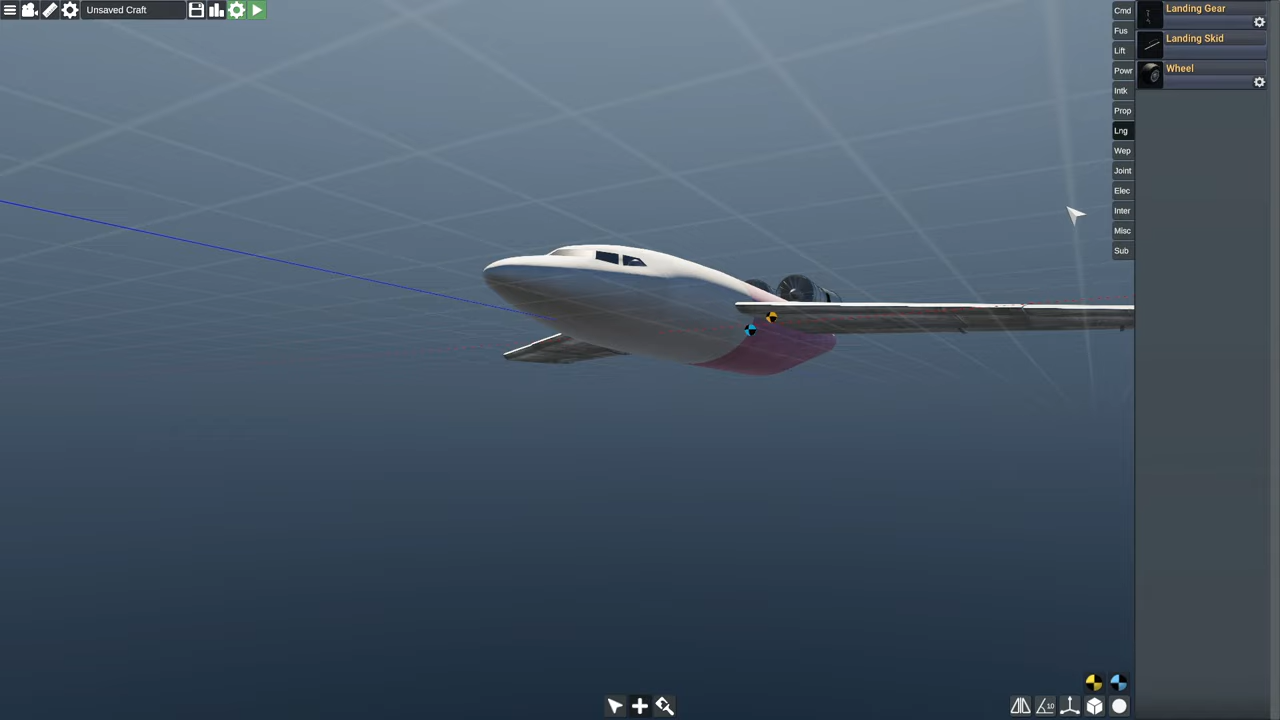 Unsaved Craft
Cmd
Fus
Lift
Powr
Intk
Prop
Lng
Wep
Joint
Elec
Inter
Misc
Sub
Landing Gear
Landing Skid
Wheel
10